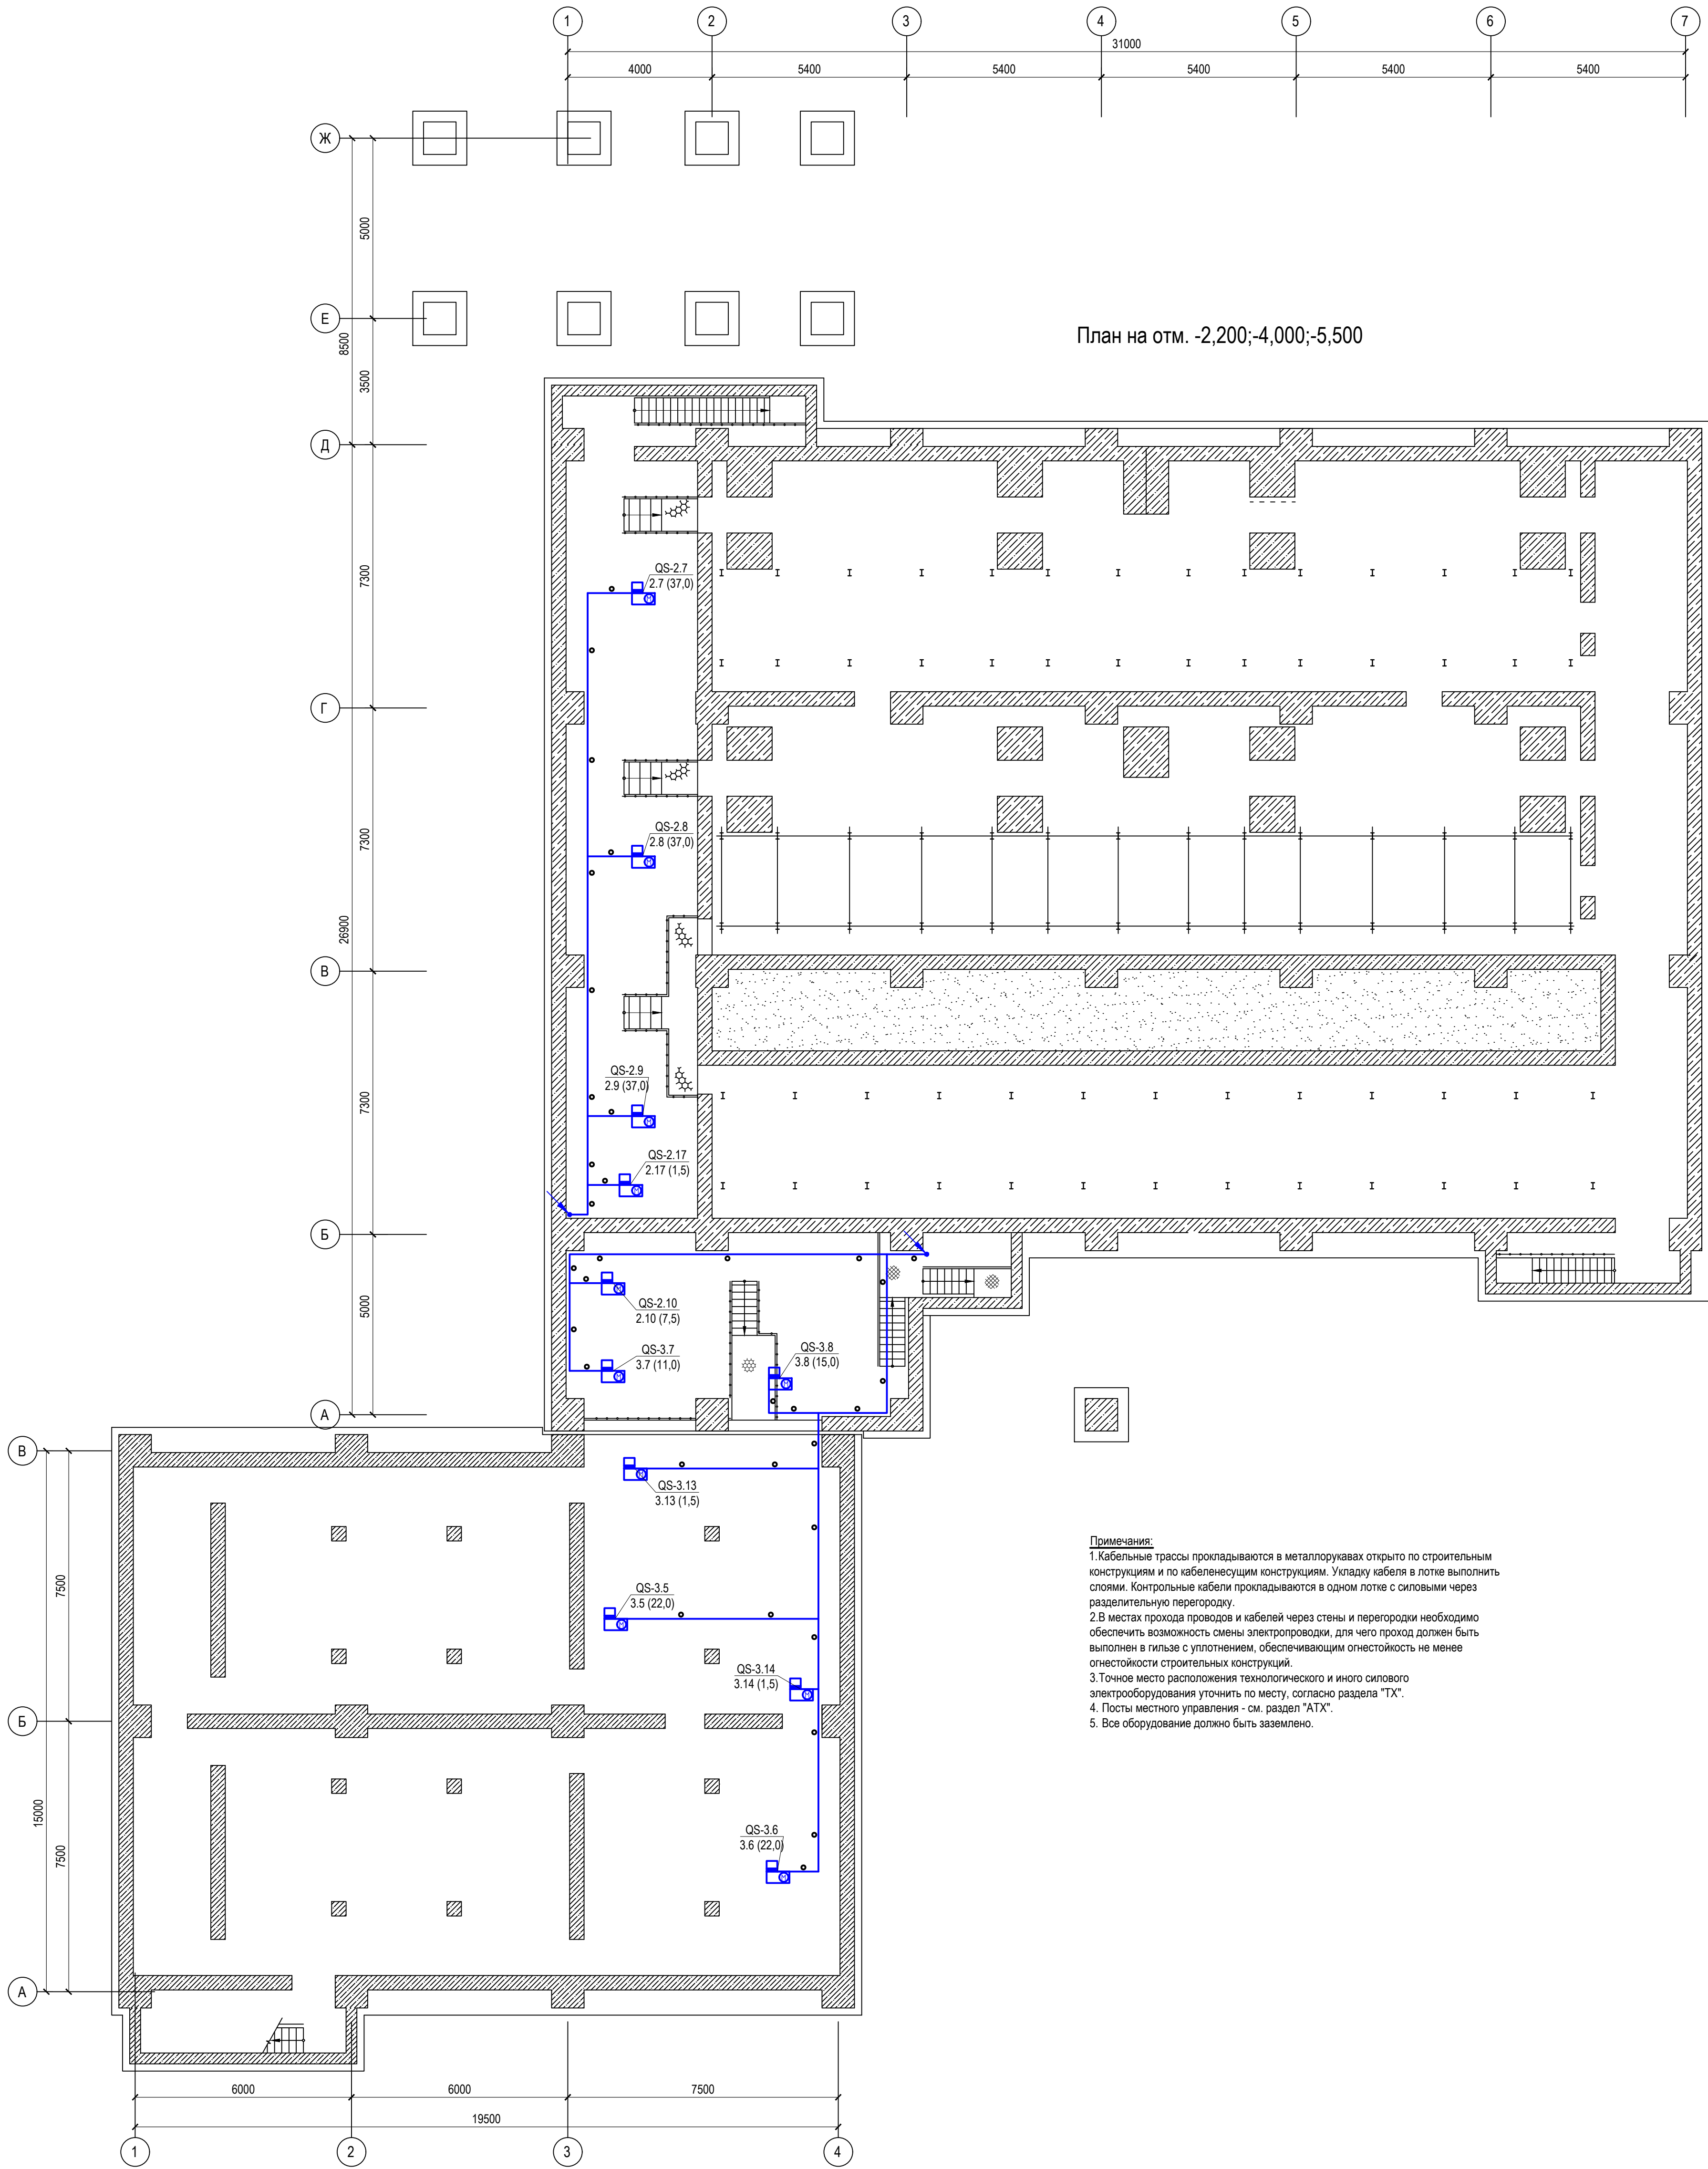 1
2
3
4
5
6
7
31000
4000
5400
5400
5400
5400
5400
Ж
5000
Е
8500
3500
План на отм. -2,200;-4,000;-5,500
Д
7300
QS-2.7
2.7 (37,0)
Г
7300
QS-2.8
2.8 (37,0)
26900
В
7300
QS-2.9
2.9 (37,0)
QS-2.17
2.17 (1,5)
Б
5000
QS-2.10
2.10 (7,5)
QS-3.7
3.7 (11,0)
QS-3.8
3.8 (15,0)
А
В
QS-3.13
3.13 (1,5)
7500
QS-3.5
3.5 (22,0)
QS-3.14
3.14 (1,5)
Б
15000
7500
QS-3.6
3.6 (22,0)
А
Примечания:
1.Кабельные трассы прокладываются в металлорукавах открыто по строительным
конструкциям и по кабеленесущим конструкциям. Укладку кабеля в лотке выполнить
слоями. Контрольные кабели прокладываются в одном лотке с силовыми через
разделительную перегородку.
2.В местах прохода проводов и кабелей через стены и перегородки необходимо
обеспечить возможность смены электропроводки, для чего проход должен быть
выполнен в гильзе с уплотнением, обеспечивающим огнестойкость не менее
огнестойкости строительных конструкций.
3.Точное место расположения технологического и иного силового
электрооборудования уточнить по месту, согласно раздела "ТХ".
4. Посты местного управления - см. раздел "АТХ".
5. Все оборудование должно быть заземлено.
6000
6000
7500
19500
1
2
3
4